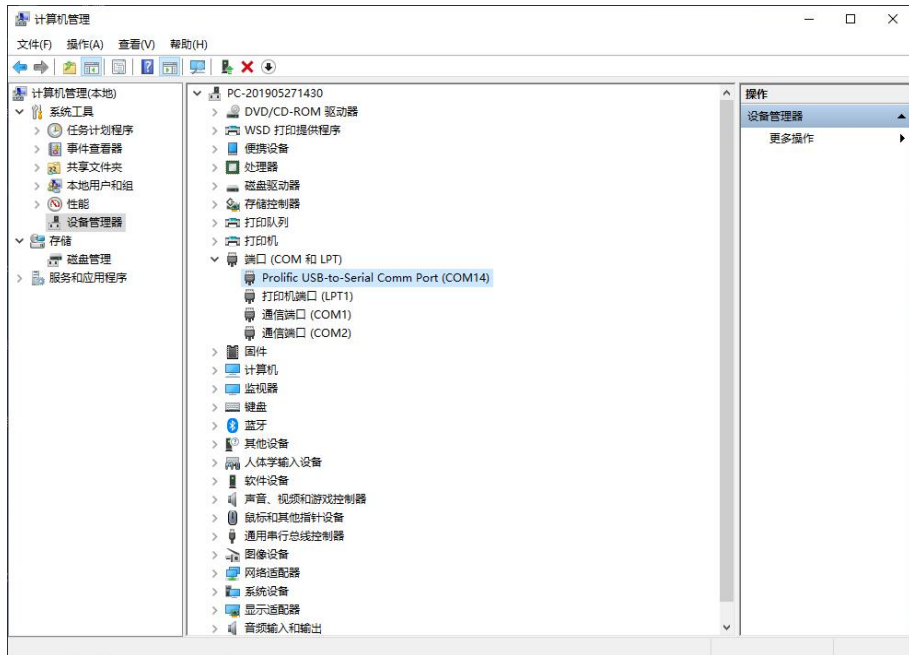 计算机管理
文件(F) 操作(A) 查看(V) 帮助(H)
计算机管理(本地)
系统工具
任务计划程序
事件查看器
共享文件夹
本地用户和组
性能
设备管理器
存储
磁盘管理
服务和应用程序
PC-201905271430
DVD/CD-ROM 驱动器
WSD 打印提供程序
便携设备
处理器
磁盘驱动器
存储控制器
打印队列
打印机
端口 (COM 和 LPT)
Prolific USB-to-Serial Comm Port (COM14)
打印机端口 (LPT1)
通信端口 (COM1)
通信端口 (COM2)
固件
计算机
监视器
键盘
蓝牙
其他设备
人体学输入设备
软件设备
声音、视频和游戏控制器
鼠标和其他指针设备
通用串行总线控制器
图像设备
网络适配器
系统设备
显示适配器
音频输入和输出
操作
设备管理器
更多操作